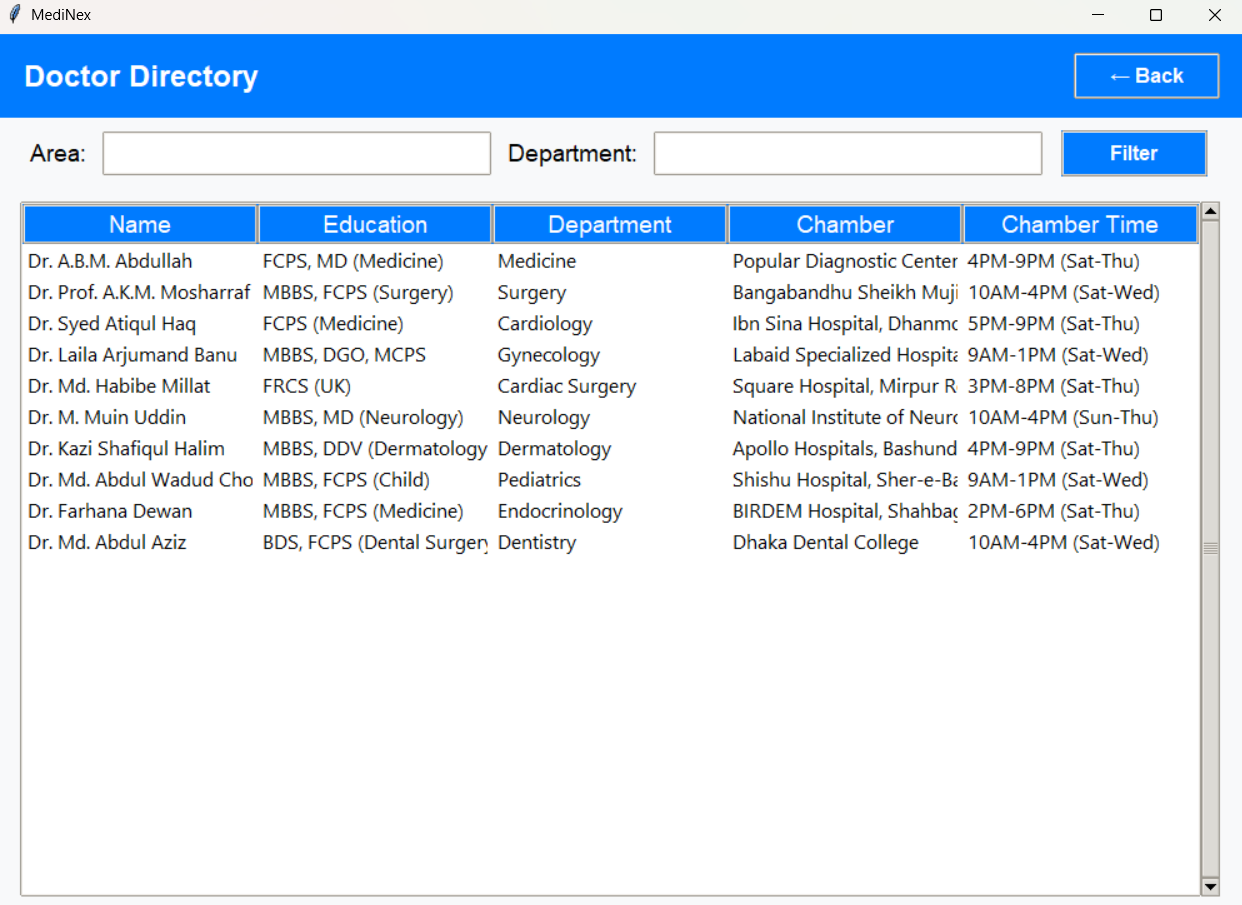 MediNex
Doctor Directory
← Back
Area:
Department:
Filter
Name Education Department Chamber Chamber Time
Dr. A.B.M. Abdullah FCPS, MD (Medicine) Medicine Popular Diagnostic Center 4PM-9PM (Sat-Thu)
Dr. Prof. A.K.M. Mosharraf MBBS, FCPS (Surgery) Surgery Bangabandhu Sheikh Muji 10AM-4PM (Sat-Wed)
Dr. Syed Atiqul Haq FCPS (Medicine) Cardiology Ibn Sina Hospital, Dhanmo 5PM-9PM (Sat-Thu)
Dr. Laila Arjumand Banu MBBS, DGO, MCPS Gynecology Labaid Specialized Hospita 9AM-1PM (Sat-Wed)
Dr. Md. Habibe Millat FRCS (UK) Cardiac Surgery Square Hospital, Mirpur R 3PM-8PM (Sat-Thu)
Dr. M. Muin Uddin MBBS, MD (Neurology) Neurology National Institute of Neuro 10AM-4PM (Sun-Thu)
Dr. Kazi Shafiqul Halim MBBS, DDV (Dermatology Dermatology Apollo Hospitals, Bashund 4PM-9PM (Sat-Thu)
Dr. Md. Abdul Wadud Cho MBBS, FCPS (Child) Pediatrics Shishu Hospital, Sher-e-Ba 9AM-1PM (Sat-Wed)
Dr. Farhana Dewan MBBS, FCPS (Medicine) Endocrinology BIRDEM Hospital, Shahbag 2PM-6PM (Sat-Thu)
Dr. Md. Abdul Aziz BDS, FCPS (Dental Surgery Dentistry Dhaka Dental College 10AM-4PM (Sat-Wed)